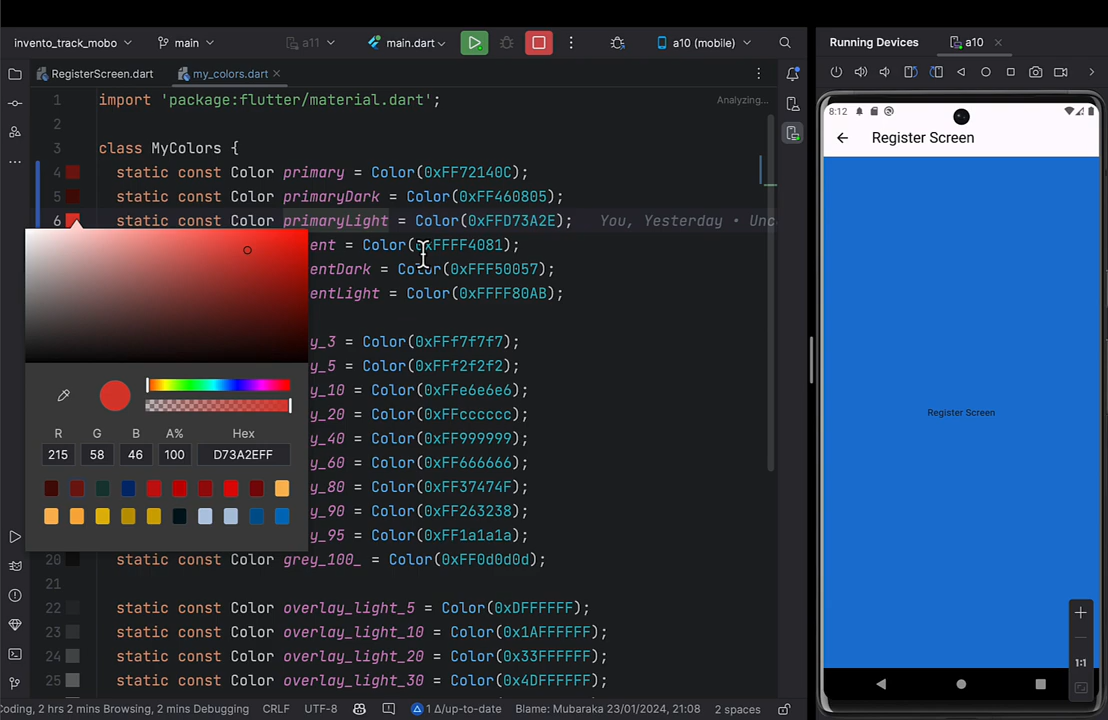 invento_track_mobo
main
a11
main.dart
a10 (mobile)
Running Devices
a10
RegisterScreen.dart
my_colors.dart
1 import 'package:flutter/material.dart';
Analyzing...
2
3 class MyColors {
4 static const Color primary = Color(0xFF72140C);
5 static const Color primaryDark = Color(0xFF460805);
6 static const Color primaryLight = Color(0xFFD73A2E); You, Yesterday • Unc
ent = Color(0xFFFF4081);
entDark = Color(0xFFF50057);
entLight = Color(0xFFFF80AB);
y_3 = Color(0xFFf7f7f7);
y_5 = Color(0xFFf2f2f2);
y_10 = Color(0xFFe6e6e6);
y_20 = Color(0xFFcccccc);
y_40 = Color(0xFF999999);
y_60 = Color(0xFF666666);
y_80 = Color(0xFF37474F);
y_90 = Color(0xFF263238);
y_95 = Color(0xFF1a1a1a);
20 static const Color grey_100_ = Color(0xFF0d0d0d);
21
22 static const Color overlay_light_5 = Color(0xDFFFFFF);
23 static const Color overlay_light_10 = Color(0x1AFFFFFF);
24 static const Color overlay_light_20 = Color(0x33FFFFFF);
25 static const Color overlay_light_30 = Color(0x4DFFFFFF);
R G B A% Hex
215 58 46 100 D73A2EFF
8:12
Register Screen
Register Screen
1:1
Coding, 2 hrs 2 mins Browsing, 2 mins Debugging
CRLF
UTF-8
1 Δ/up-to-date
Blame: Mubaraka 23/01/2024, 21:08
2 spaces